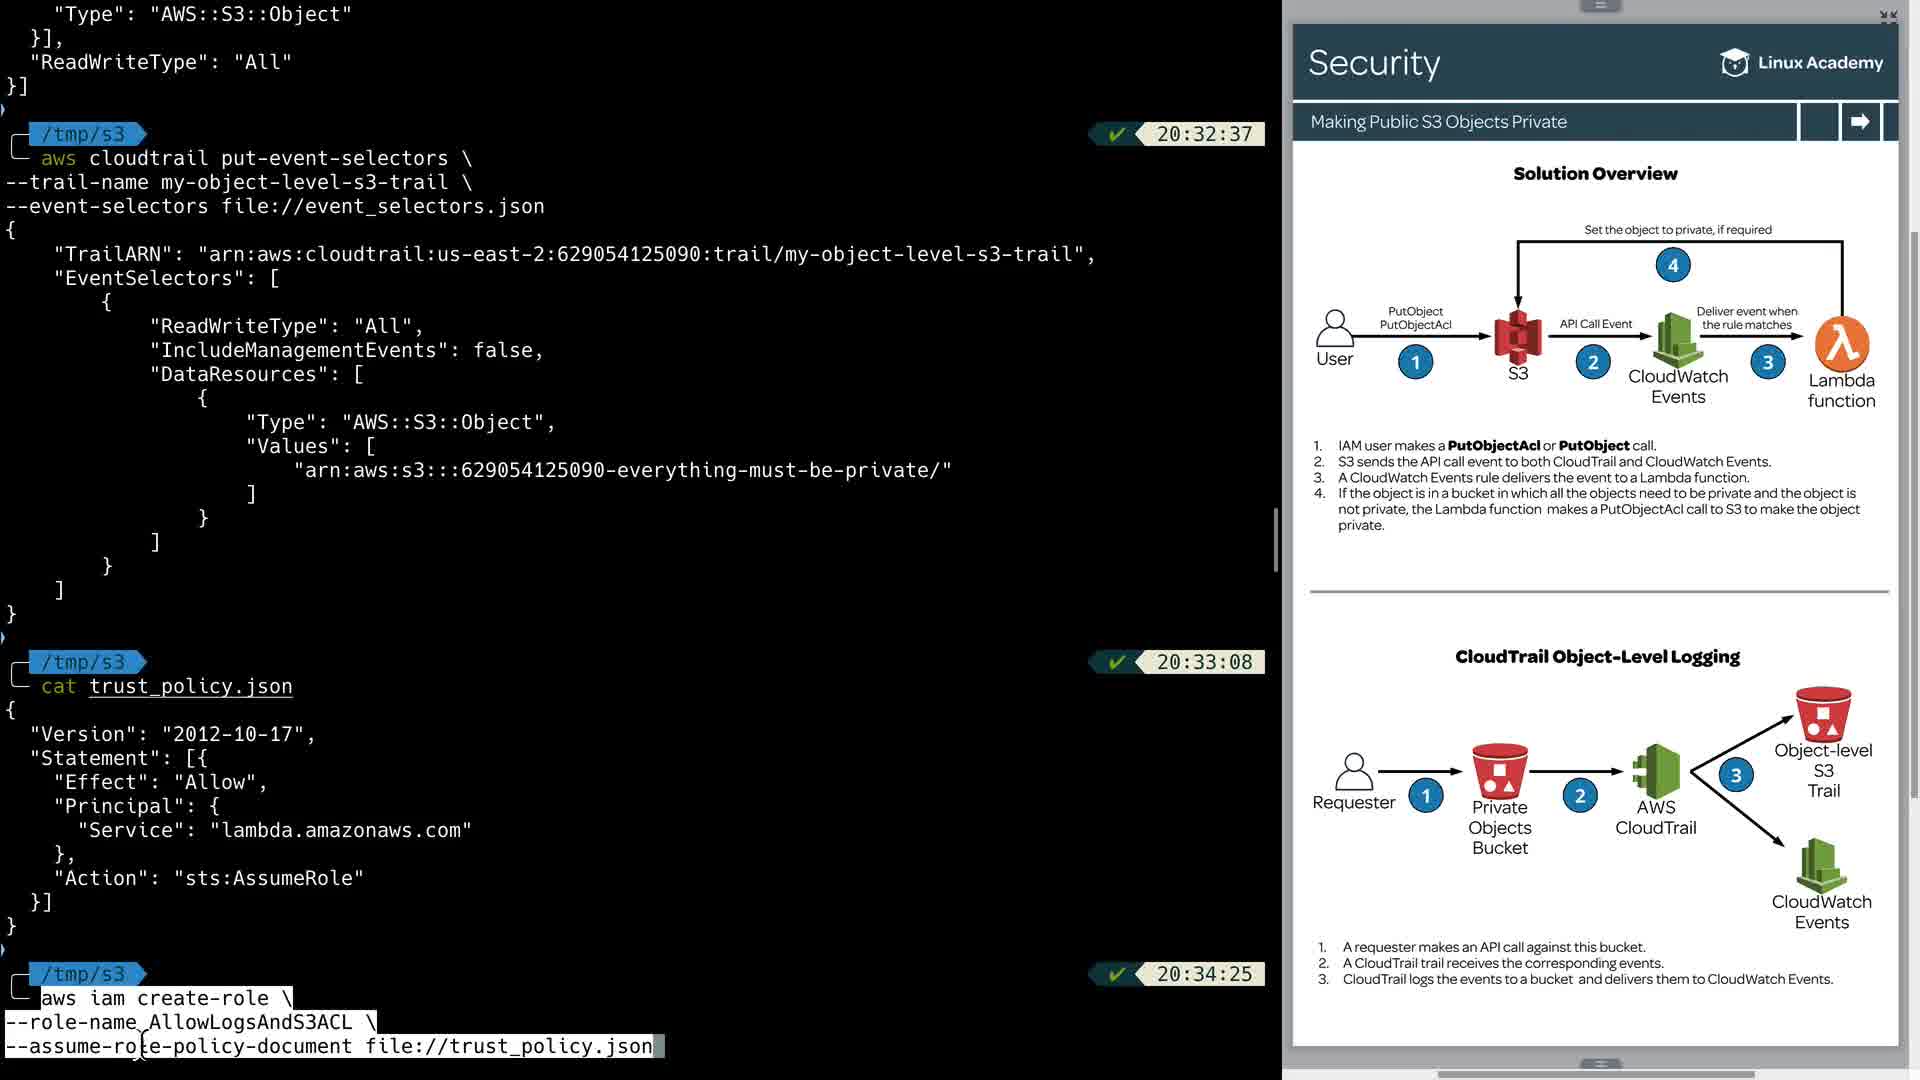 "Type": "AWS::S3::Object"
  }],
  "ReadWriteType": "All"
}]
/tmp/s3
✔ 20:32:37
aws cloudtrail put-event-selectors \
--trail-name my-object-level-s3-trail \
--event-selectors file://event_selectors.json
{
    "TrailARN": "arn:aws:cloudtrail:us-east-2:629054125090:trail/my-object-level-s3-trail",
    "EventSelectors": [
        {
            "ReadWriteType": "All",
            "IncludeManagementEvents": false,
            "DataResources": [
                {
                    "Type": "AWS::S3::Object",
                    "Values": [
                        "arn:aws:s3:::629054125090-everything-must-be-private/"
                    ]
                }
            ]
        }
    ]
}
/tmp/s3
✔ 20:33:08
cat trust_policy.json
{
  "Version": "2012-10-17",
  "Statement": [{
    "Effect": "Allow",
    "Principal": {
      "Service": "lambda.amazonaws.com"
    },
    "Action": "sts:AssumeRole"
  }]
}
/tmp/s3
✔ 20:34:25
aws iam create-role \
--role-name AllowLogsAndS3ACL \
--assume-role-policy-document file://trust_policy.json
Security
Linux Academy
Making Public S3 Objects Private
Solution Overview
Set the object to private, if required
4
PutObject
PutObjectAcl
API Call Event
Deliver event when
the rule matches
1
2
3
User
S3
CloudWatch
Events
Lambda
function
1. IAM user makes a PutObjectAcl or PutObject call.
2. S3 sends the API call event to both CloudTrail and CloudWatch Events.
3. A CloudWatch Events rule delivers the event to a Lambda function.
4. If the object is in a bucket in which all the objects need to be private and the object is
not private, the Lambda function makes a PutObjectAcl call to S3 to make the object
private.
CloudTrail Object-Level Logging
1
2
3
Requester
Private
Objects
Bucket
AWS
CloudTrail
Object-level
S3
Trail
CloudWatch
Events
1. A requester makes an API call against this bucket.
2. A CloudTrail trail receives the corresponding events.
3. CloudTrail logs the events to a bucket and delivers them to CloudWatch Events.